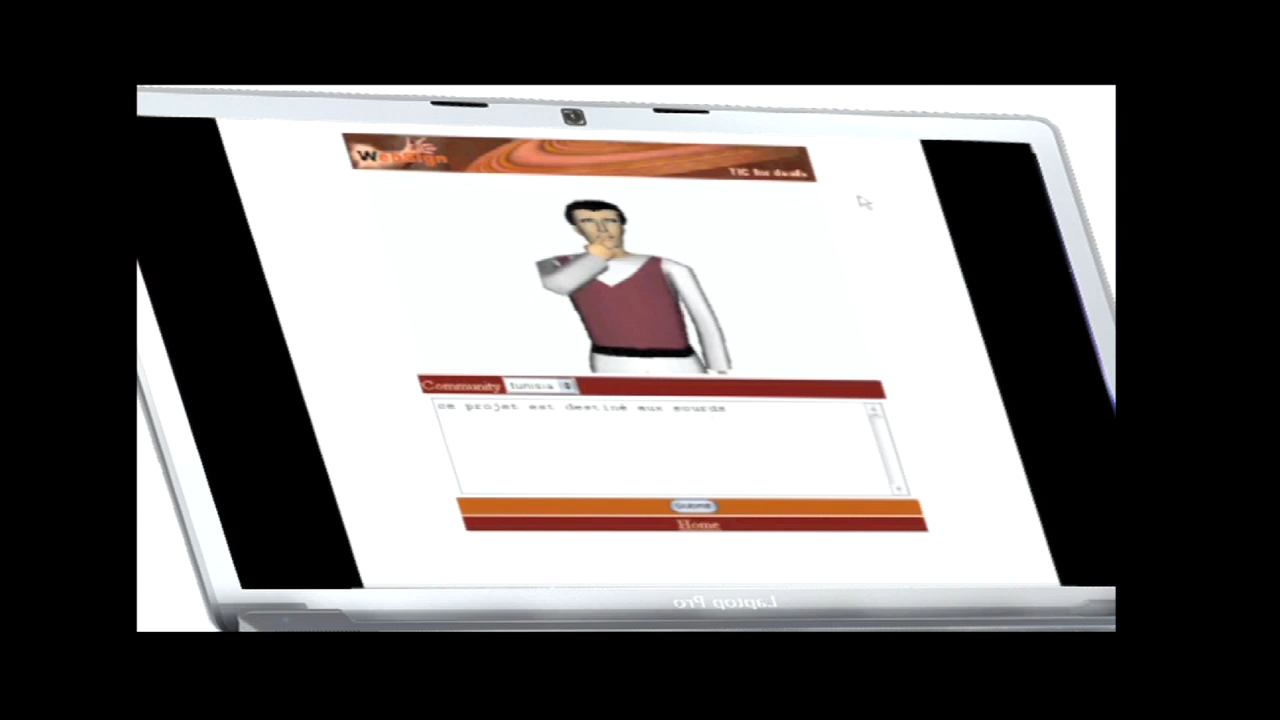 WebSign
TIC for deafs
Community tunisia
ce projet est destiné aux sourds
Submit
Home
Laptop Pro